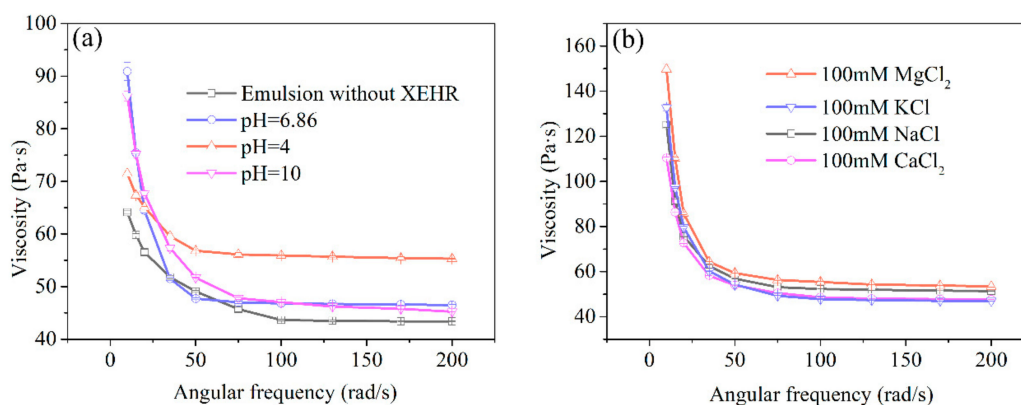 (a)
Emulsion without XEHR
pH=6.86
pH=4
pH=10
Viscosity (Pa·s)
100
90
80
70
60
50
40
0
50
100
150
200
Angular frequency (rad/s)
(b)
100mM MgCl₂
100mM KCl
100mM NaCl
100mM CaCl₂
Viscosity (Pa·s)
160
140
120
100
80
60
40
0
50
100
150
200
Angular frequency (rad/s)